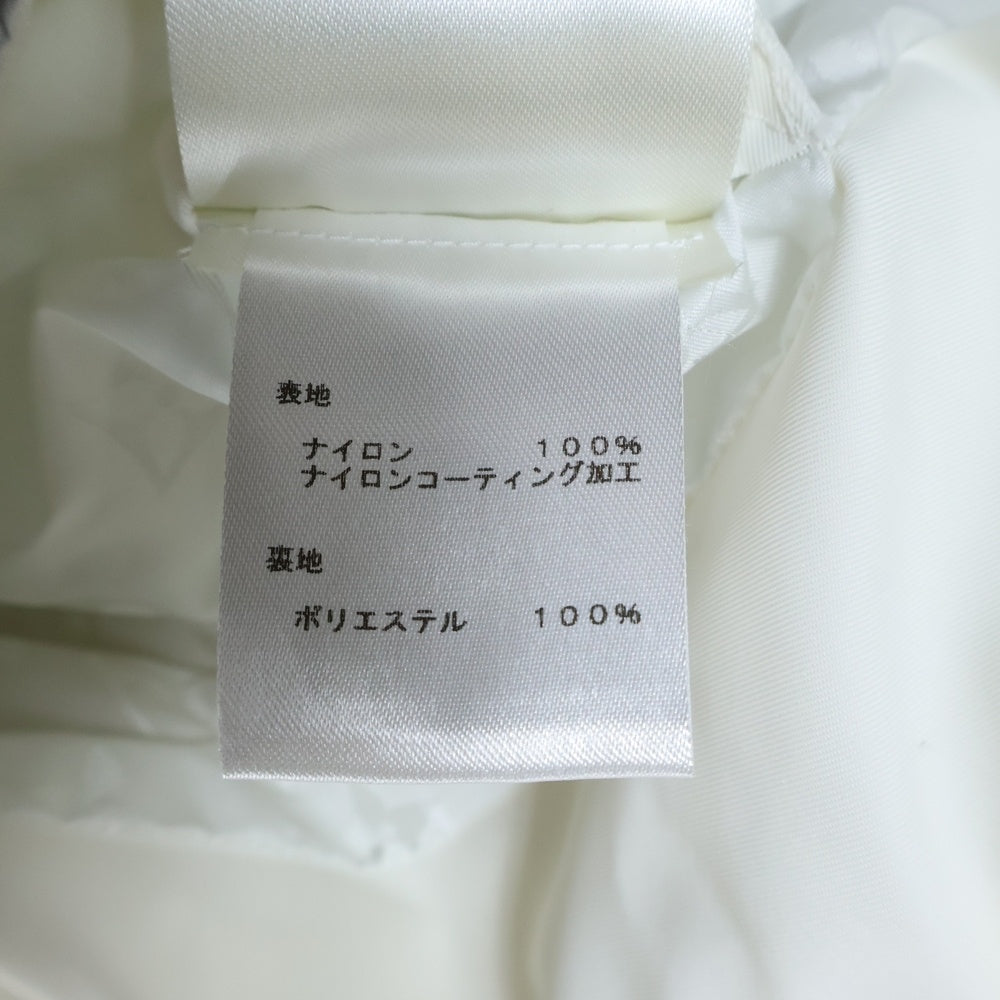 表地
ナイロン 100%
ナイロンコーティング加工
裏地
ポリエステル 100%